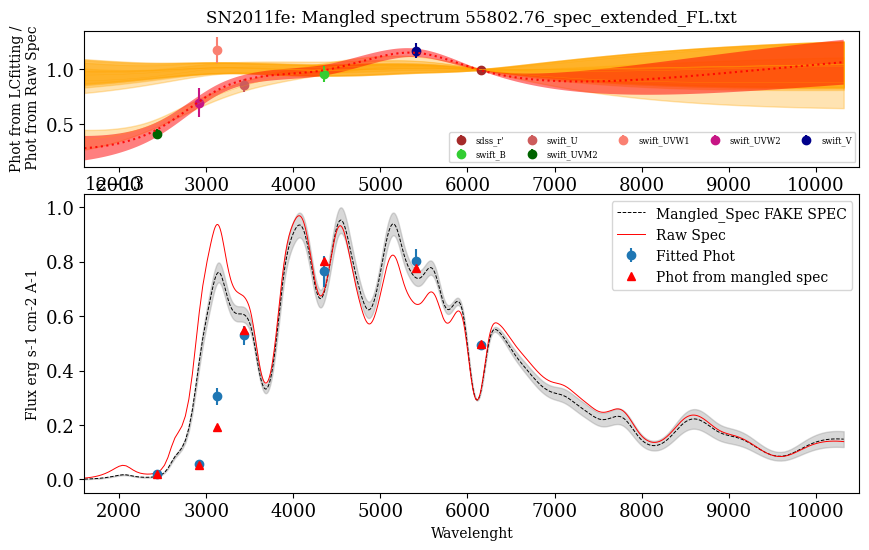 SN2011fe: Mangled spectrum 55802.76_spec_extended_FL.txt
Phot from LCfitting /
Phot from Raw Spec
1.0
0.5
sdss_r'
swift_B
swift_U
swift_UVM2
swift_UVW1
swift_UVW2
swift_V
2000 3000 4000 5000 6000 7000 8000 9000 10000
1e−13
Flux erg s-1 cm-2 A-1
1.0
0.8
0.6
0.4
0.2
0.0
Mangled_Spec FAKE SPEC
Raw Spec
Fitted Phot
Phot from mangled spec
2000 3000 4000 5000 6000 7000 8000 9000 10000
Wavelenght